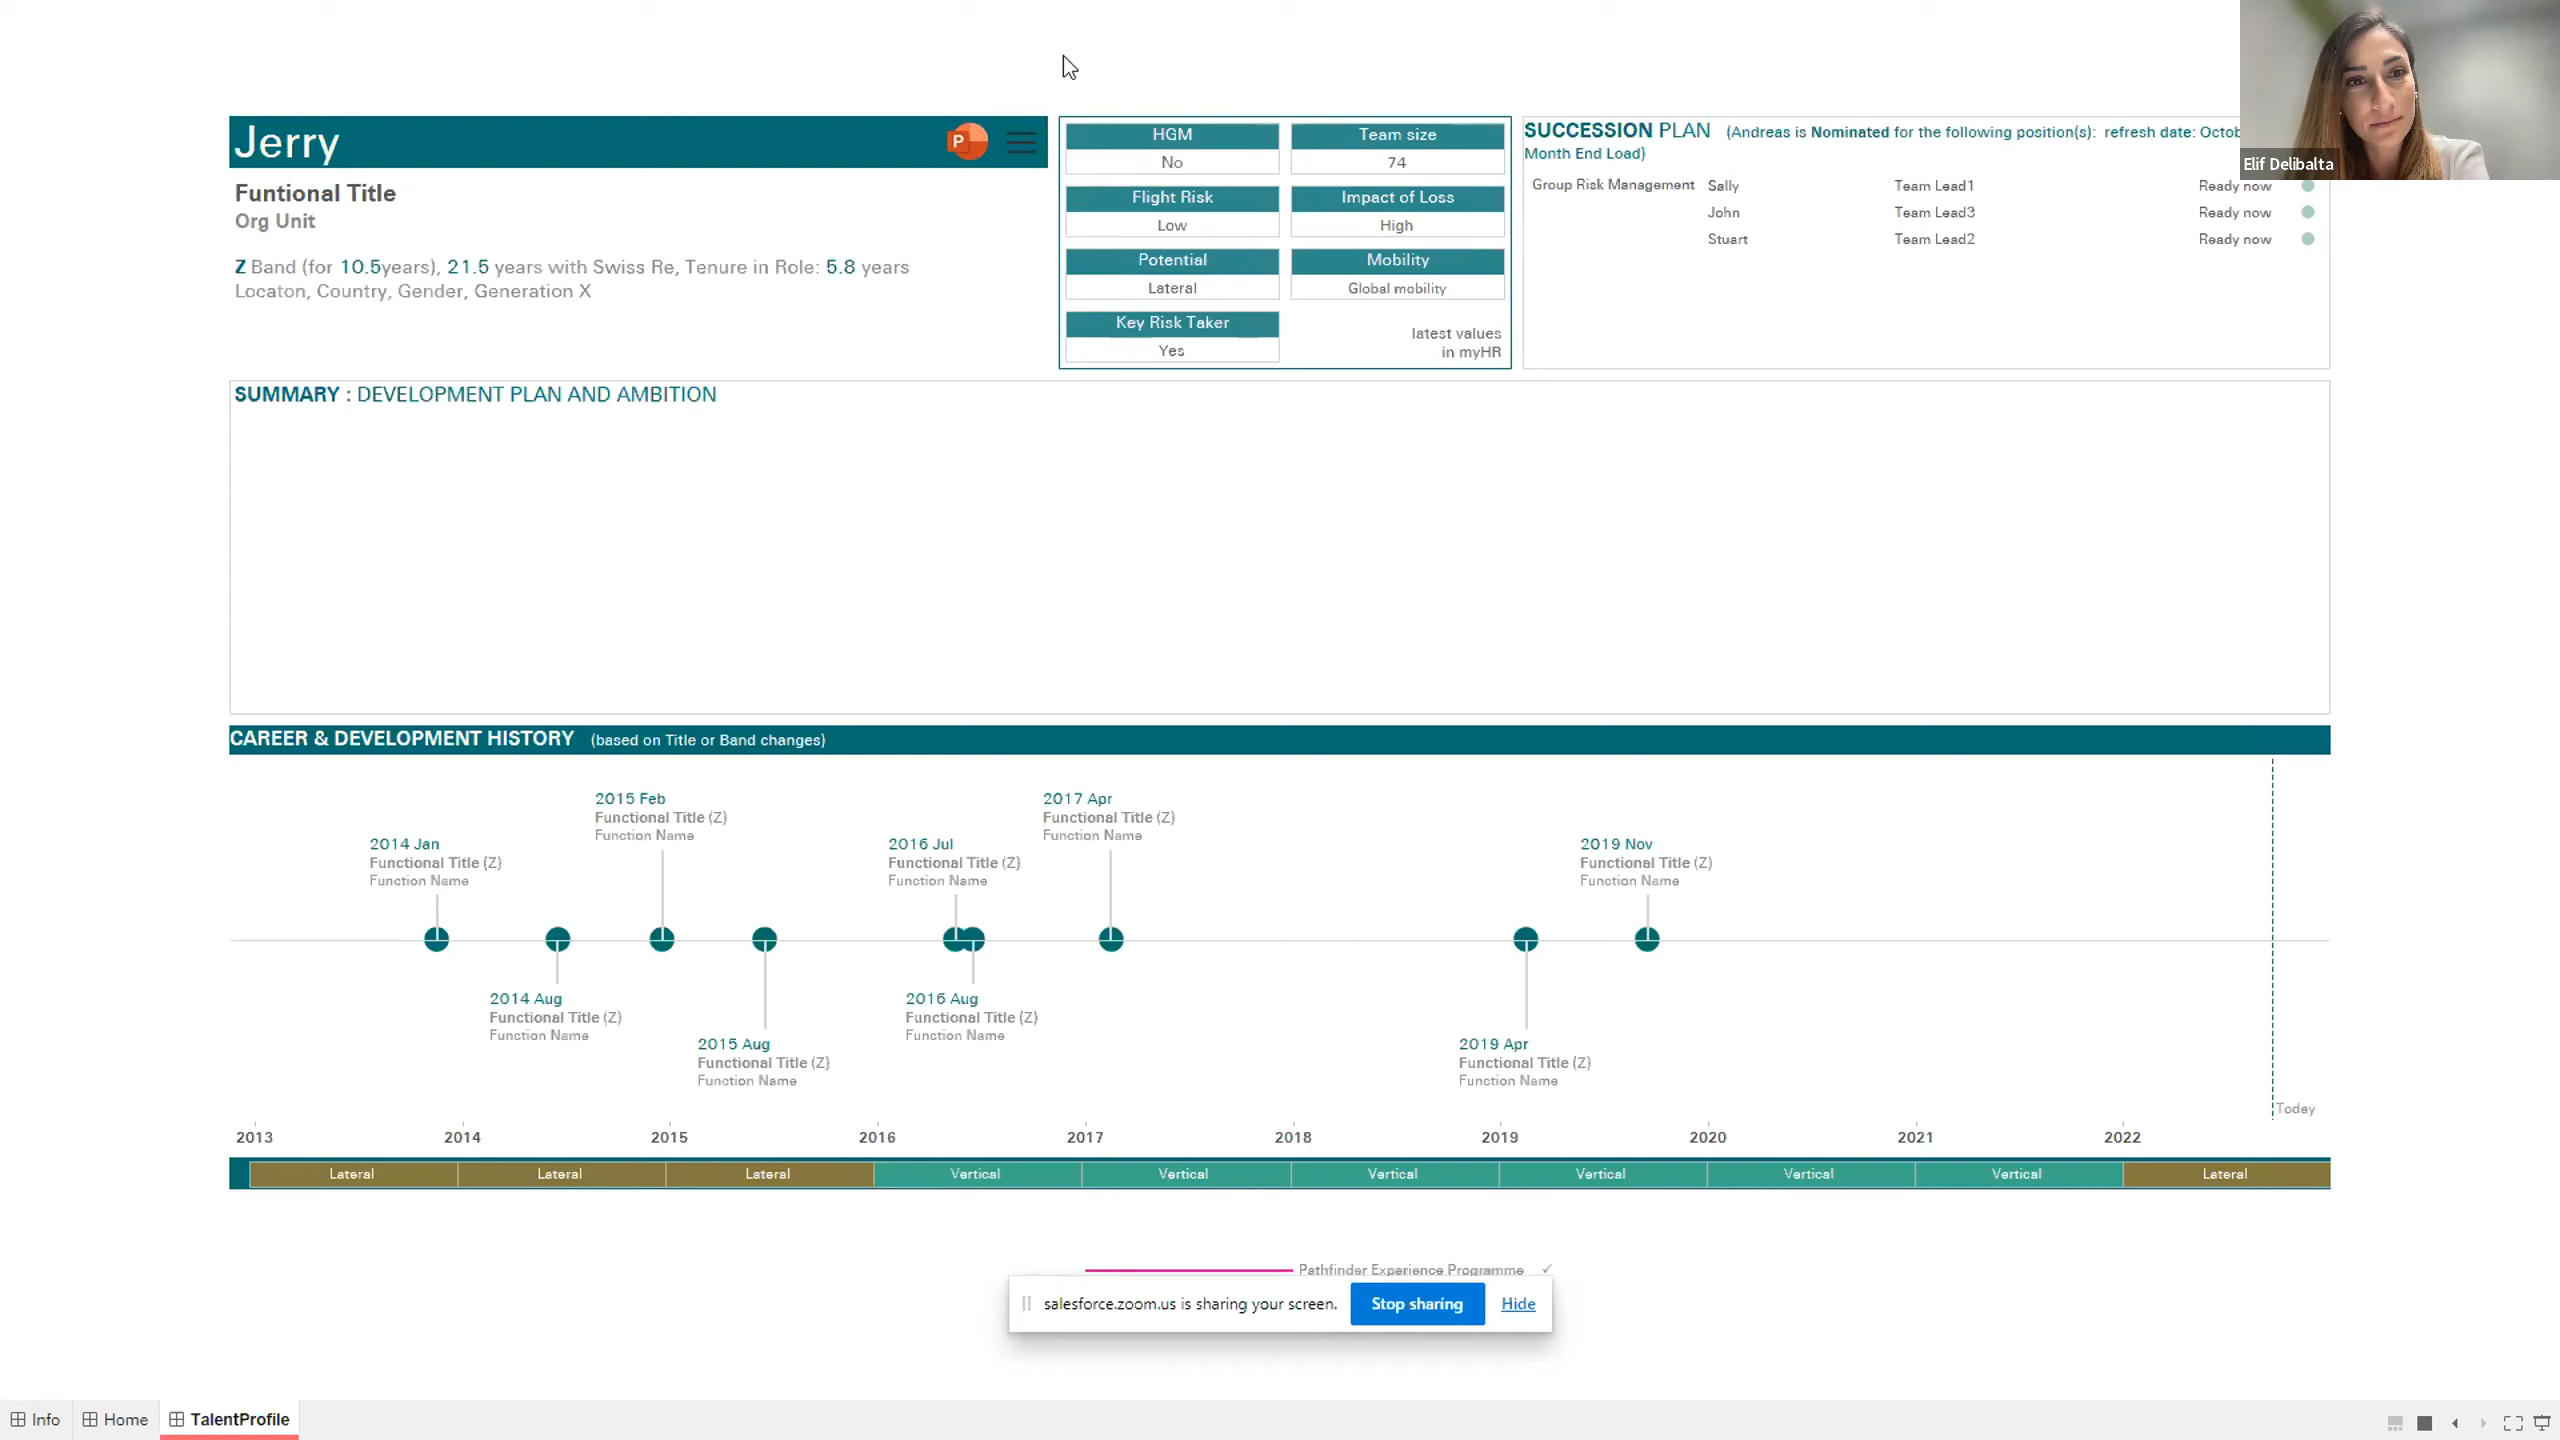 Jerry
P
Funtional Title
Org Unit
Z Band (for 10.5years), 21.5 years with Swiss Re, Tenure in Role: 5.8 years
Locaton, Country, Gender, Generation X
HGM
No
Team size
74
Flight Risk
Low
Impact of Loss
High
Potential
Lateral
Mobility
Global mobility
Key Risk Taker
Yes
latest values
in myHR
SUCCESSION PLAN (Andreas is Nominated for the following position(s): refresh date:
Month End Load)
Group Risk Management Sally Team Lead1 Ready now
John Team Lead3 Ready now
Stuart Team Lead2 Ready now
Elif Delibalta
SUMMARY : DEVELOPMENT PLAN AND AMBITION
CAREER & DEVELOPMENT HISTORY (based on Title or Band changes)
2014 Jan
Functional Title (Z)
Function Name
2015 Feb
Functional Title (Z)
Function Name
2016 Jul
Functional Title (Z)
Function Name
2017 Apr
Functional Title (Z)
Function Name
2019 Nov
Functional Title (Z)
Function Name
2014 Aug
Functional Title (Z)
Function Name
2015 Aug
Functional Title (Z)
Function Name
2016 Aug
Functional Title (Z)
Function Name
2019 Apr
Functional Title (Z)
Function Name
Today
2013 2014 2015 2016 2017 2018 2019 2020 2021 2022
Lateral Lateral Lateral Vertical Vertical Vertical Vertical Vertical Vertical Lateral
Pathfinder Experience Programme
salesforce.zoom.us is sharing your screen. Stop sharing Hide
Info Home TalentProfile